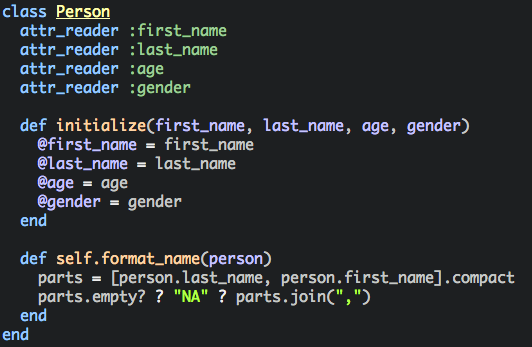 class Person
  attr_reader :first_name
  attr_reader :last_name
  attr_reader :age
  attr_reader :gender

  def initialize(first_name, last_name, age, gender)
    @first_name = first_name
    @last_name = last_name
    @age = age
    @gender = gender
  end

  def self.format_name(person)
    parts = [person.last_name, person.first_name].compact
    parts.empty? ? "NA" ? parts.join(",")
  end
end